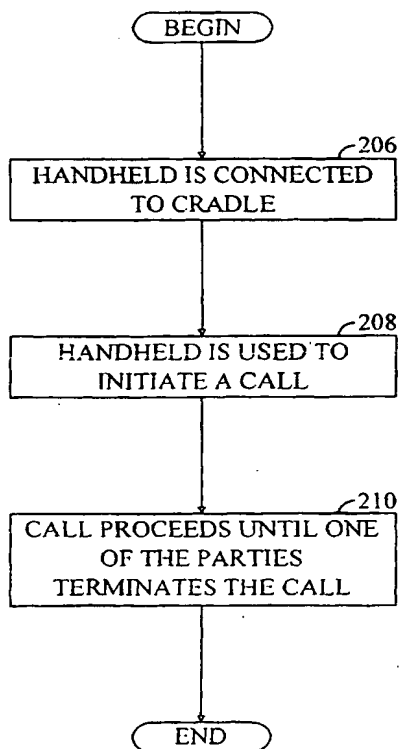 BEGIN
206
HANDHELD IS CONNECTED
TO CRADLE
208
HANDHELD IS USED TO
INITIATE A CALL
210
CALL PROCEEDS UNTIL ONE
OF THE PARTIES
TERMINATES THE CALL
END